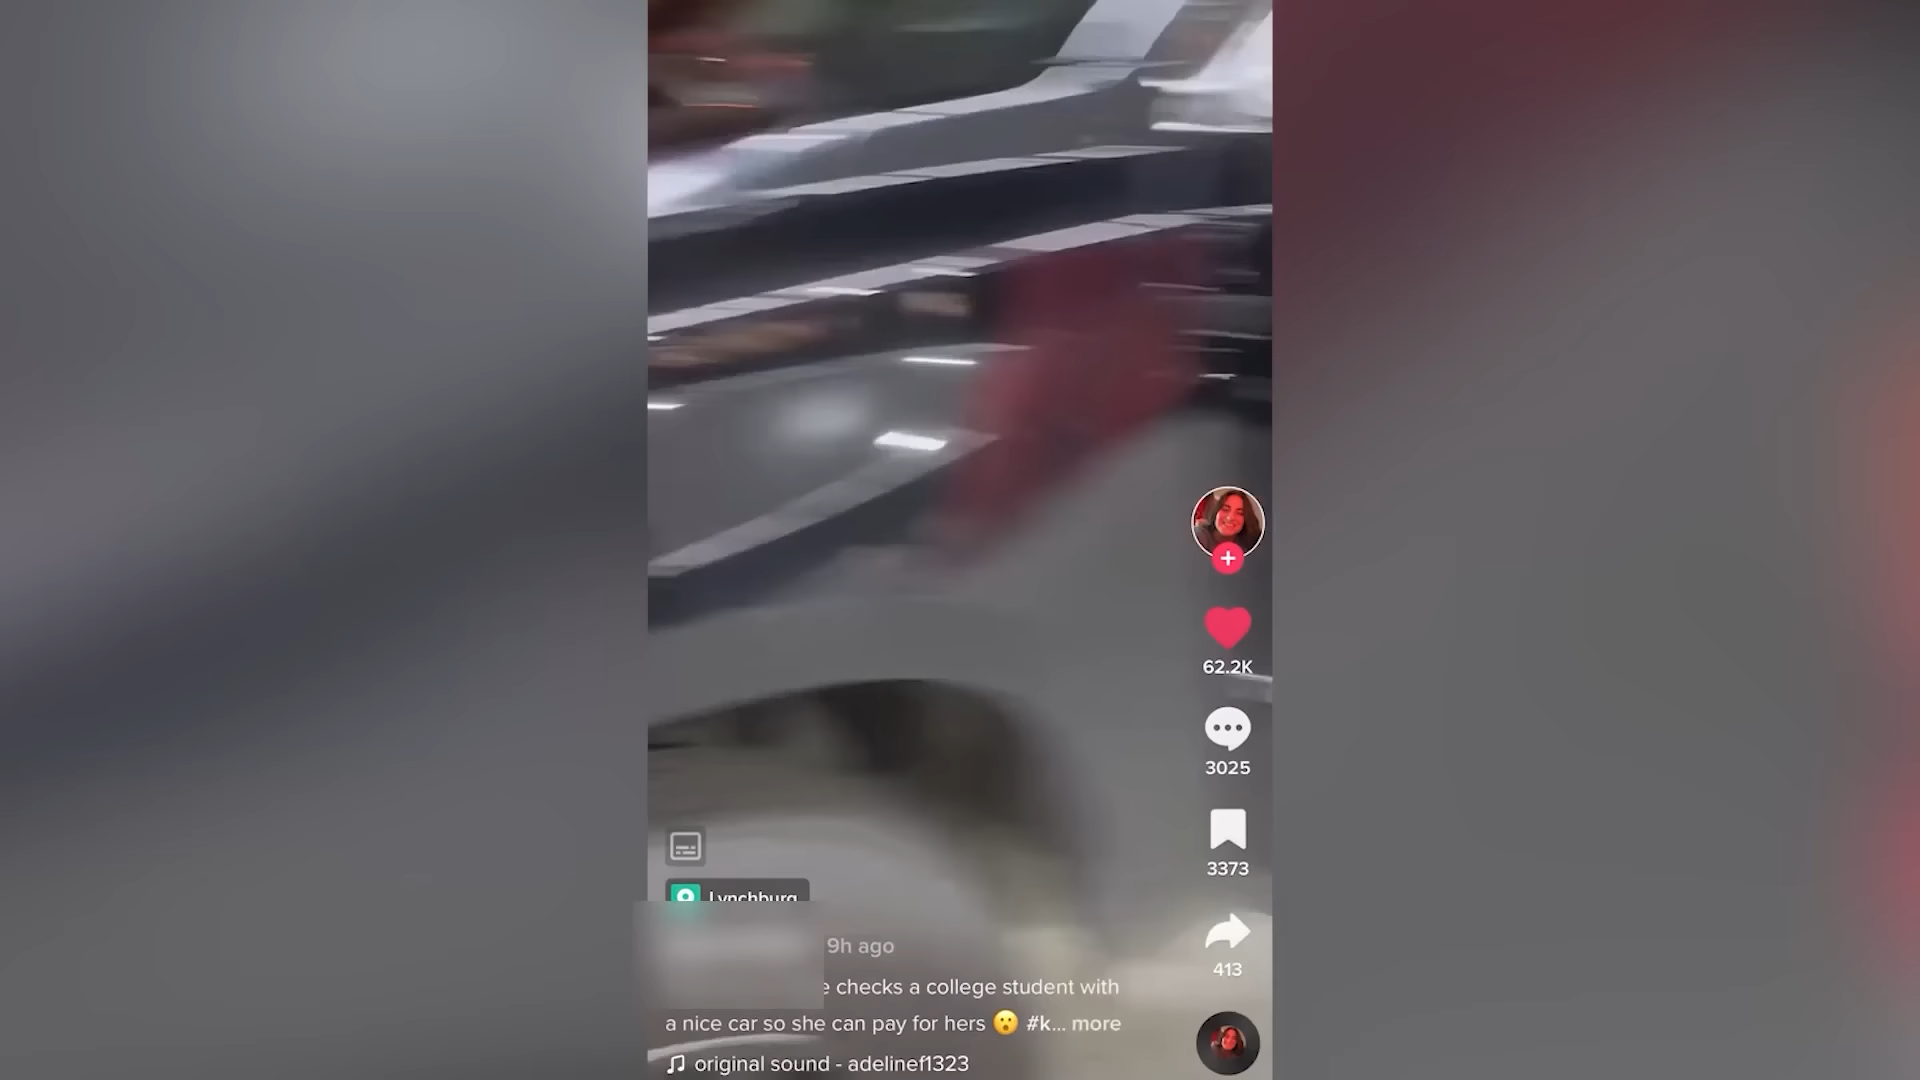 62.2K
3025
3373
413
Lynchburg
9h ago
checks a college student with
a nice car so she can pay for hers 😮 #k... more
original sound - adelinef1323